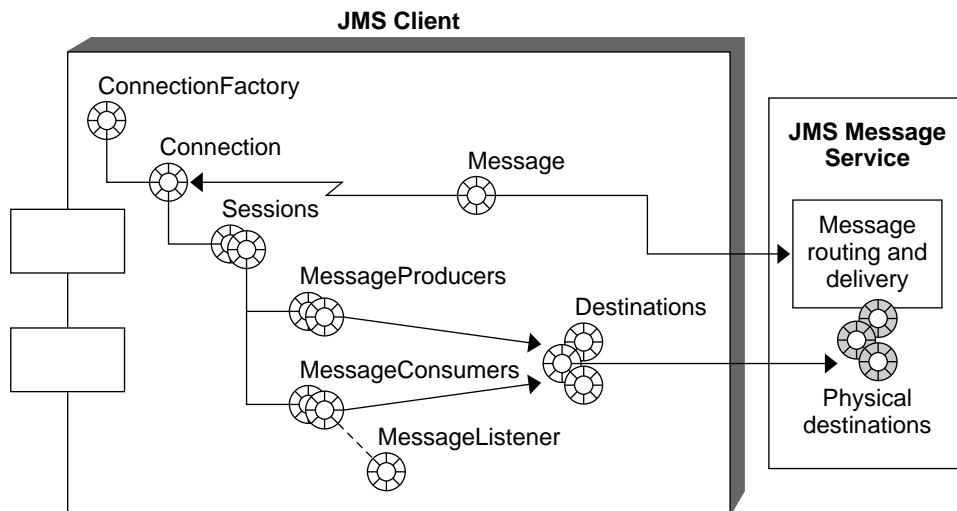 JMS Client
ConnectionFactory
Connection
Message
Sessions
MessageProducers
Destinations
MessageConsumers
MessageListener
JMS Message
Service
Message
routing and
delivery
Physical
destinations